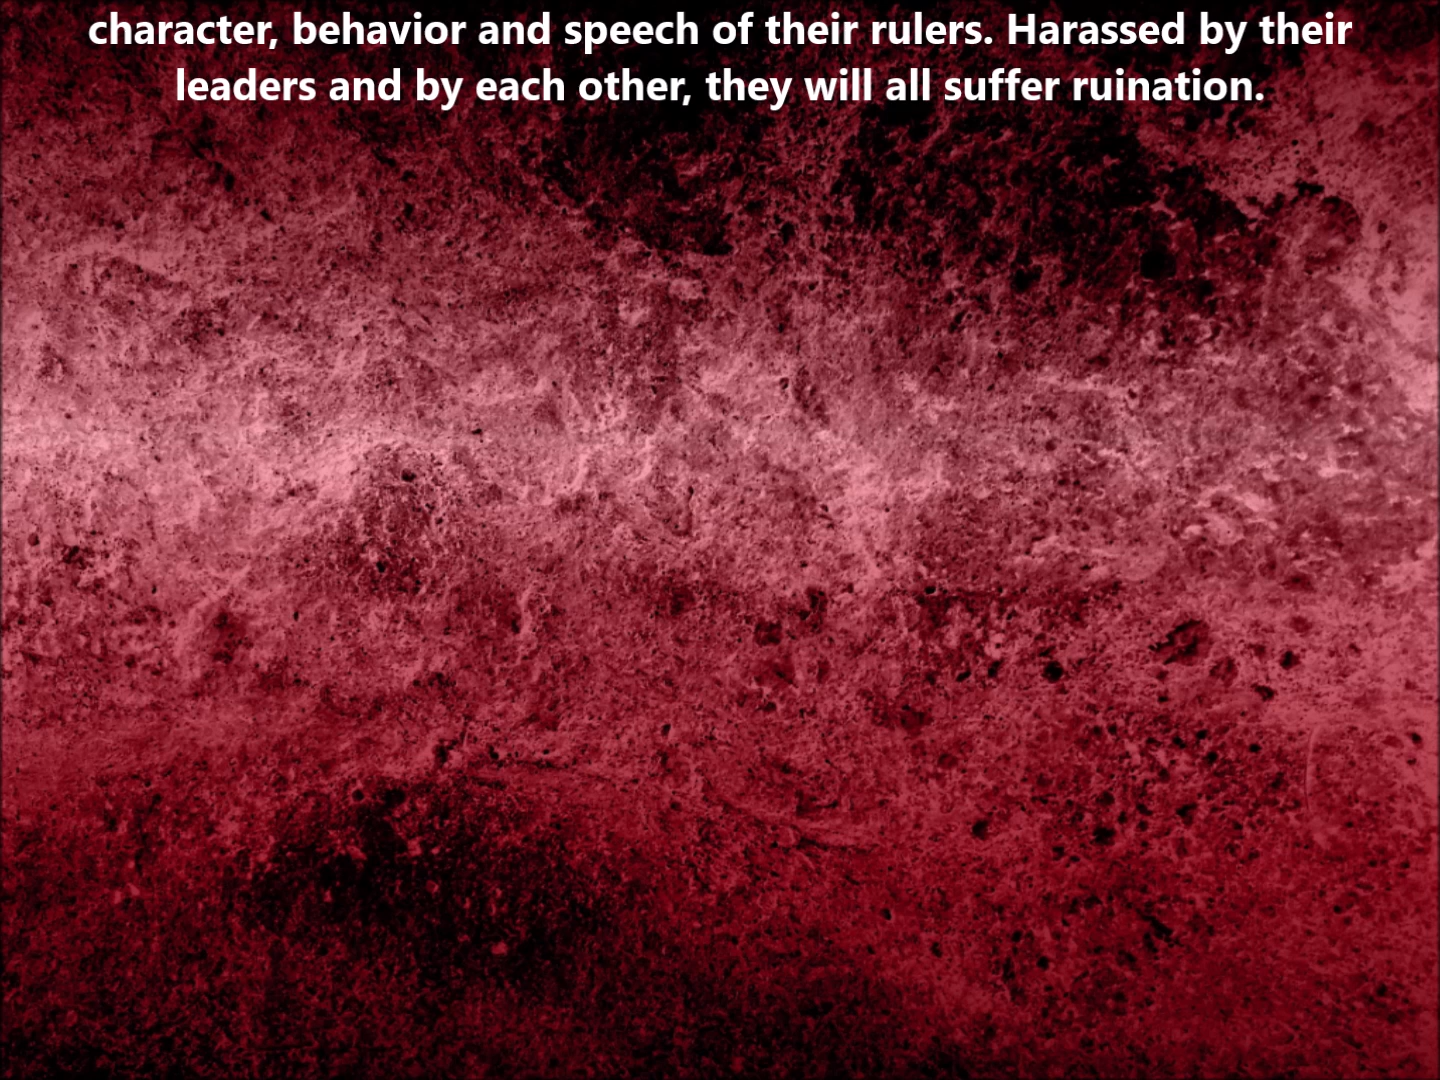 character, behavior and speech of their rulers. Harassed by their
leaders and by each other, they will all suffer ruination.